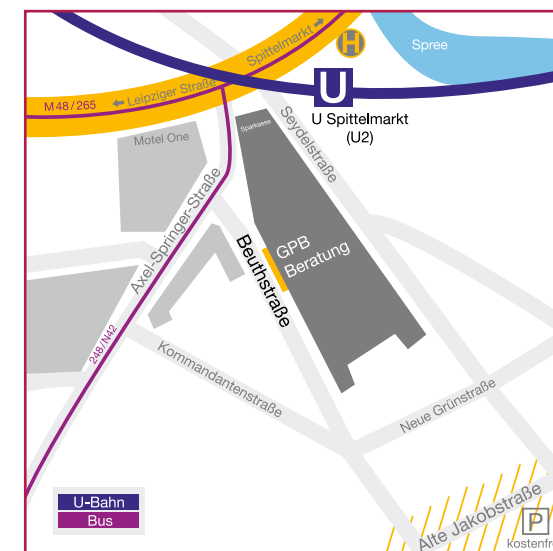 Spittelmarkt
H
Spree
Leipziger Straße
M48/265
U
U Spittelmarkt
(U2)
Sparkasse
Seydelstraße
Motel One
Axel-Springer-Straße
GPB
Beratung
Beuthstraße
248/N42
Kommandantenstraße
Neue Grünstraße
U-Bahn
Bus
Alte Jakobstraße
P
kostenfr